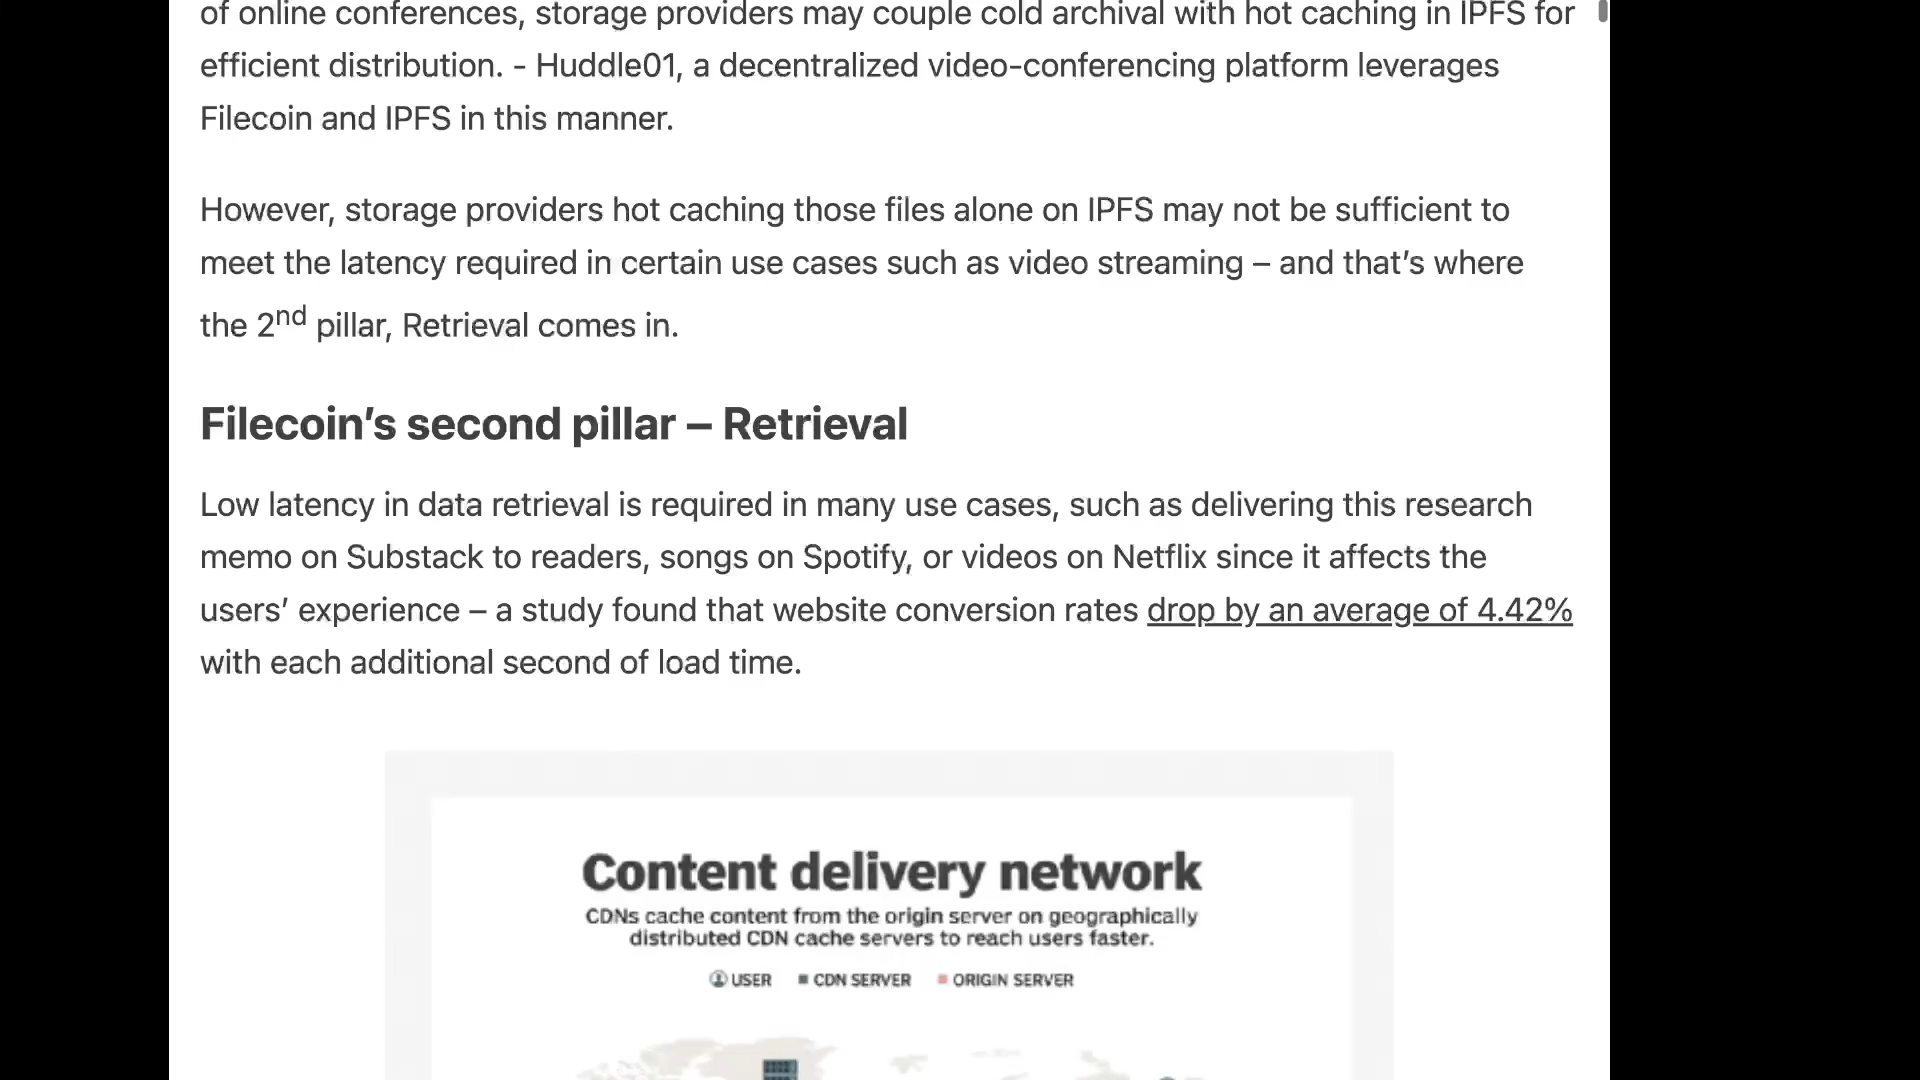 of online conferences, storage providers may couple cold archival with hot caching in IPFS for
efficient distribution. - Huddle01, a decentralized video-conferencing platform leverages
Filecoin and IPFS in this manner.
However, storage providers hot caching those files alone on IPFS may not be sufficient to
meet the latency required in certain use cases such as video streaming – and that’s where
the 2nd pillar, Retrieval comes in.
Filecoin’s second pillar – Retrieval
Low latency in data retrieval is required in many use cases, such as delivering this research
memo on Substack to readers, songs on Spotify, or videos on Netflix since it affects the
users’ experience – a study found that website conversion rates drop by an average of 4.42%
with each additional second of load time.
Content delivery network
CDNs cache content from the origin server on geographically
distributed CDN cache servers to reach users faster.
USER CDN SERVER ORIGIN SERVER